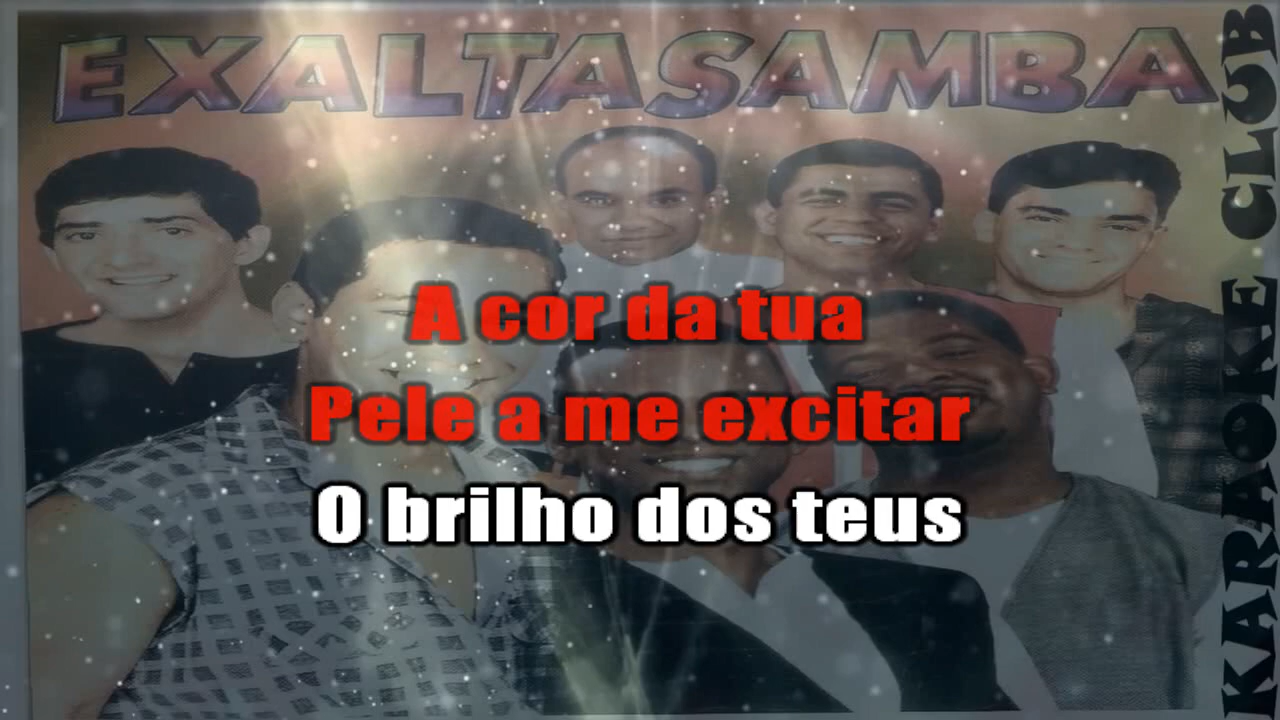 EXALTASAMBA
A cor da tua
Pele a me excitar
O brilho dos teus
KARAOKE CLUB